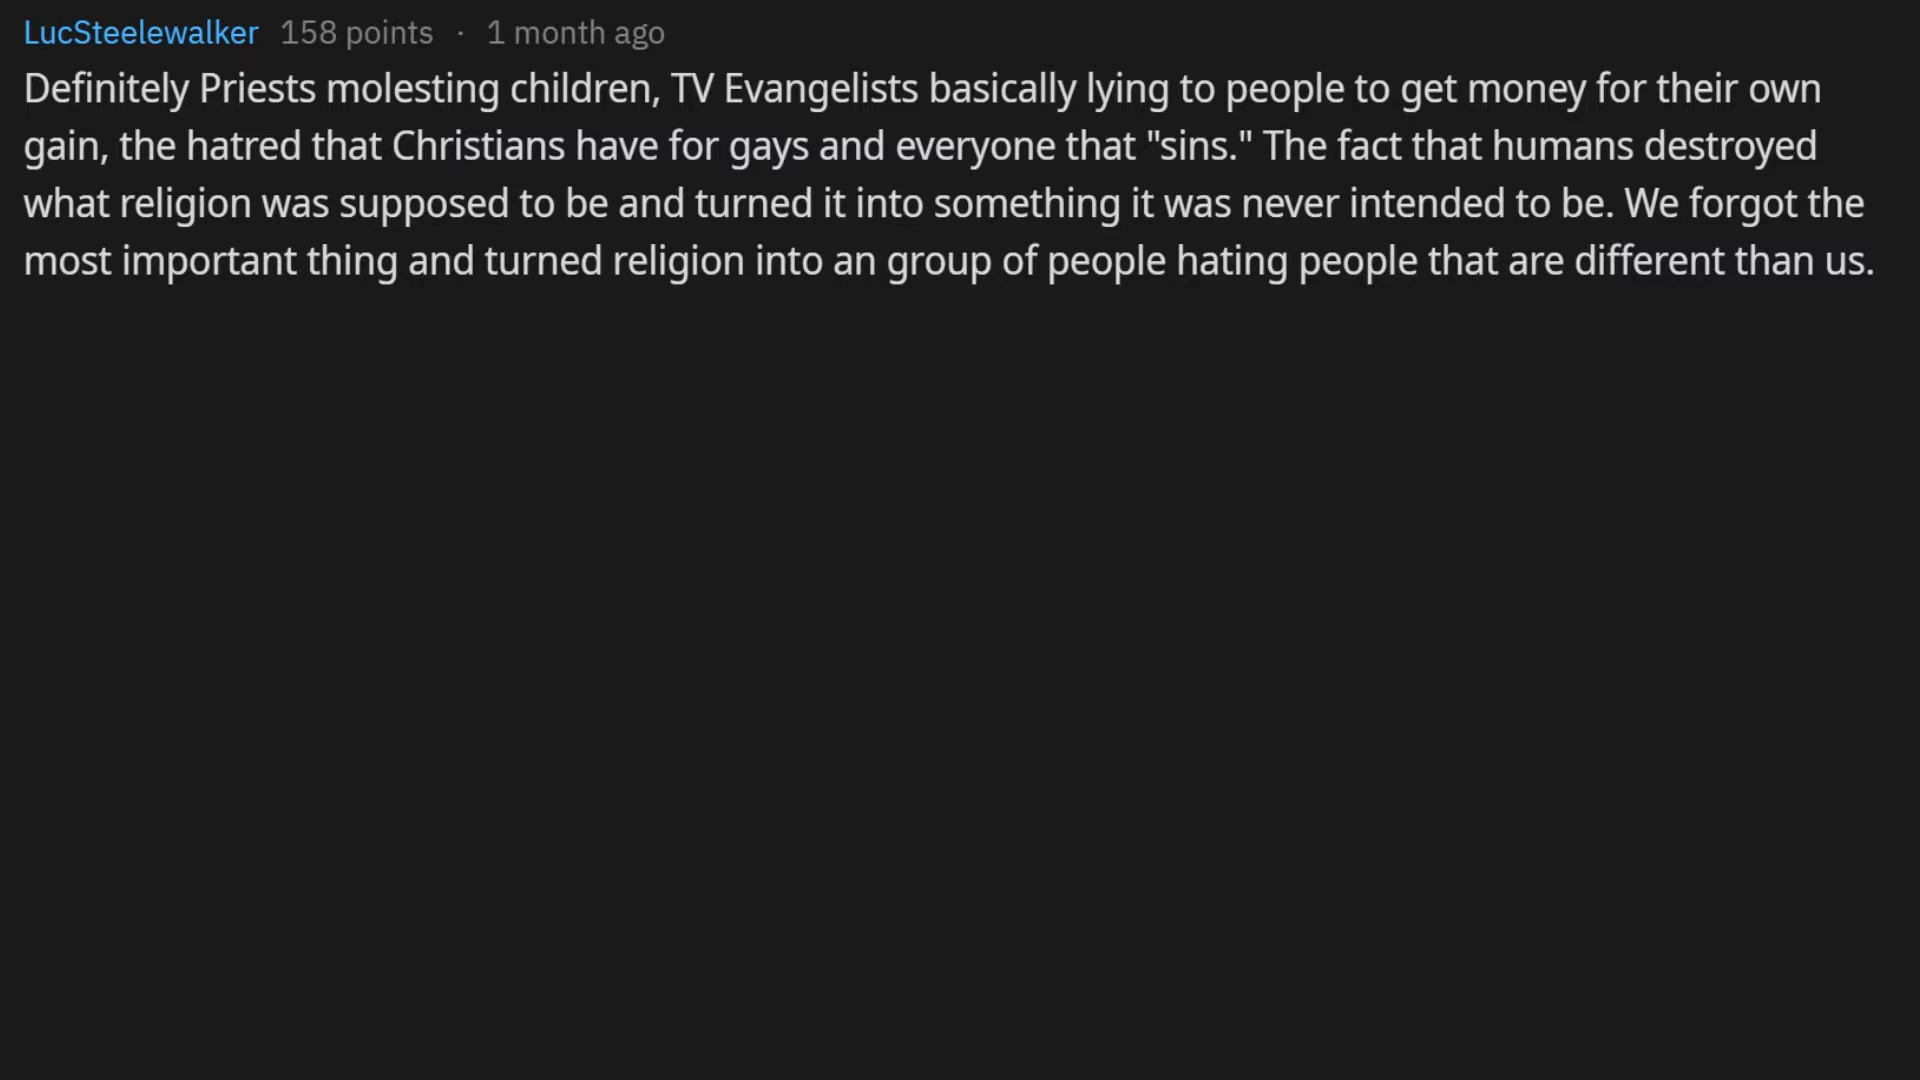 LucSteelewalker 158 points · 1 month ago
Definitely Priests molesting children, TV Evangelists basically lying to people to get money for their own
gain, the hatred that Christians have for gays and everyone that "sins." The fact that humans destroyed
what religion was supposed to be and turned it into something it was never intended to be. We forgot the
most important thing and turned religion into an group of people hating people that are different than us.